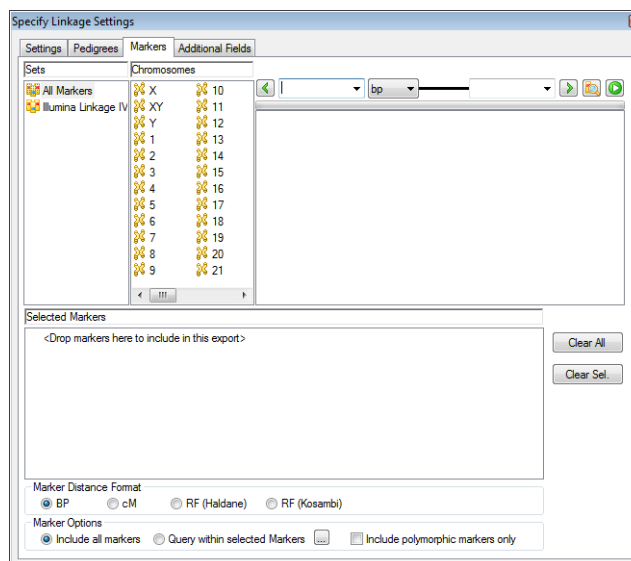 Specify Linkage Settings
Settings Pedigrees Markers Additional Fields
Sets
All Markers
Illumina Linkage IV
Chromosomes
X 10
XY 11
Y 12
1 13
2 14
3 15
4 16
5 17
6 18
7 19
8 20
9 21
bp
Selected Markers
<Drop markers here to include in this export>
Clear All
Clear Sel.
Marker Distance Format
BP cM RF (Haldane) RF (Kosambi)
Marker Options
Include all markers Query within selected Markers ... Include polymorphic markers only